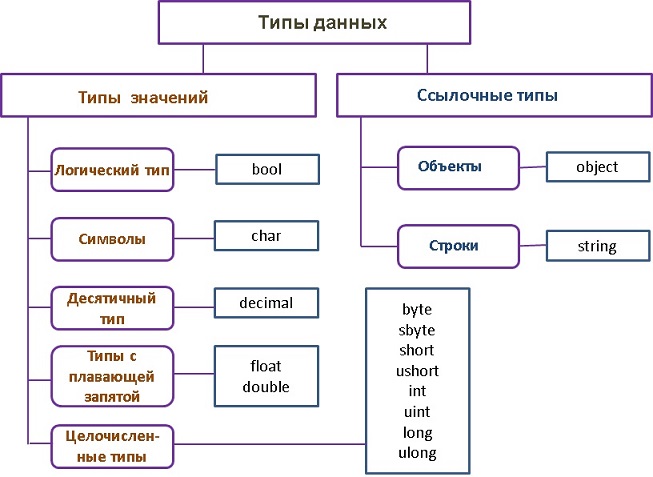 Типы данных
Типы значений
Ссылочные типы
Логический тип
bool
Объекты
object
Символы
char
Строки
string
Десятичный
тип
decimal
Типы с
плавающей
запятой
float
double
Целочислен-
ные типы
byte
sbyte
short
ushort
int
uint
long
ulong